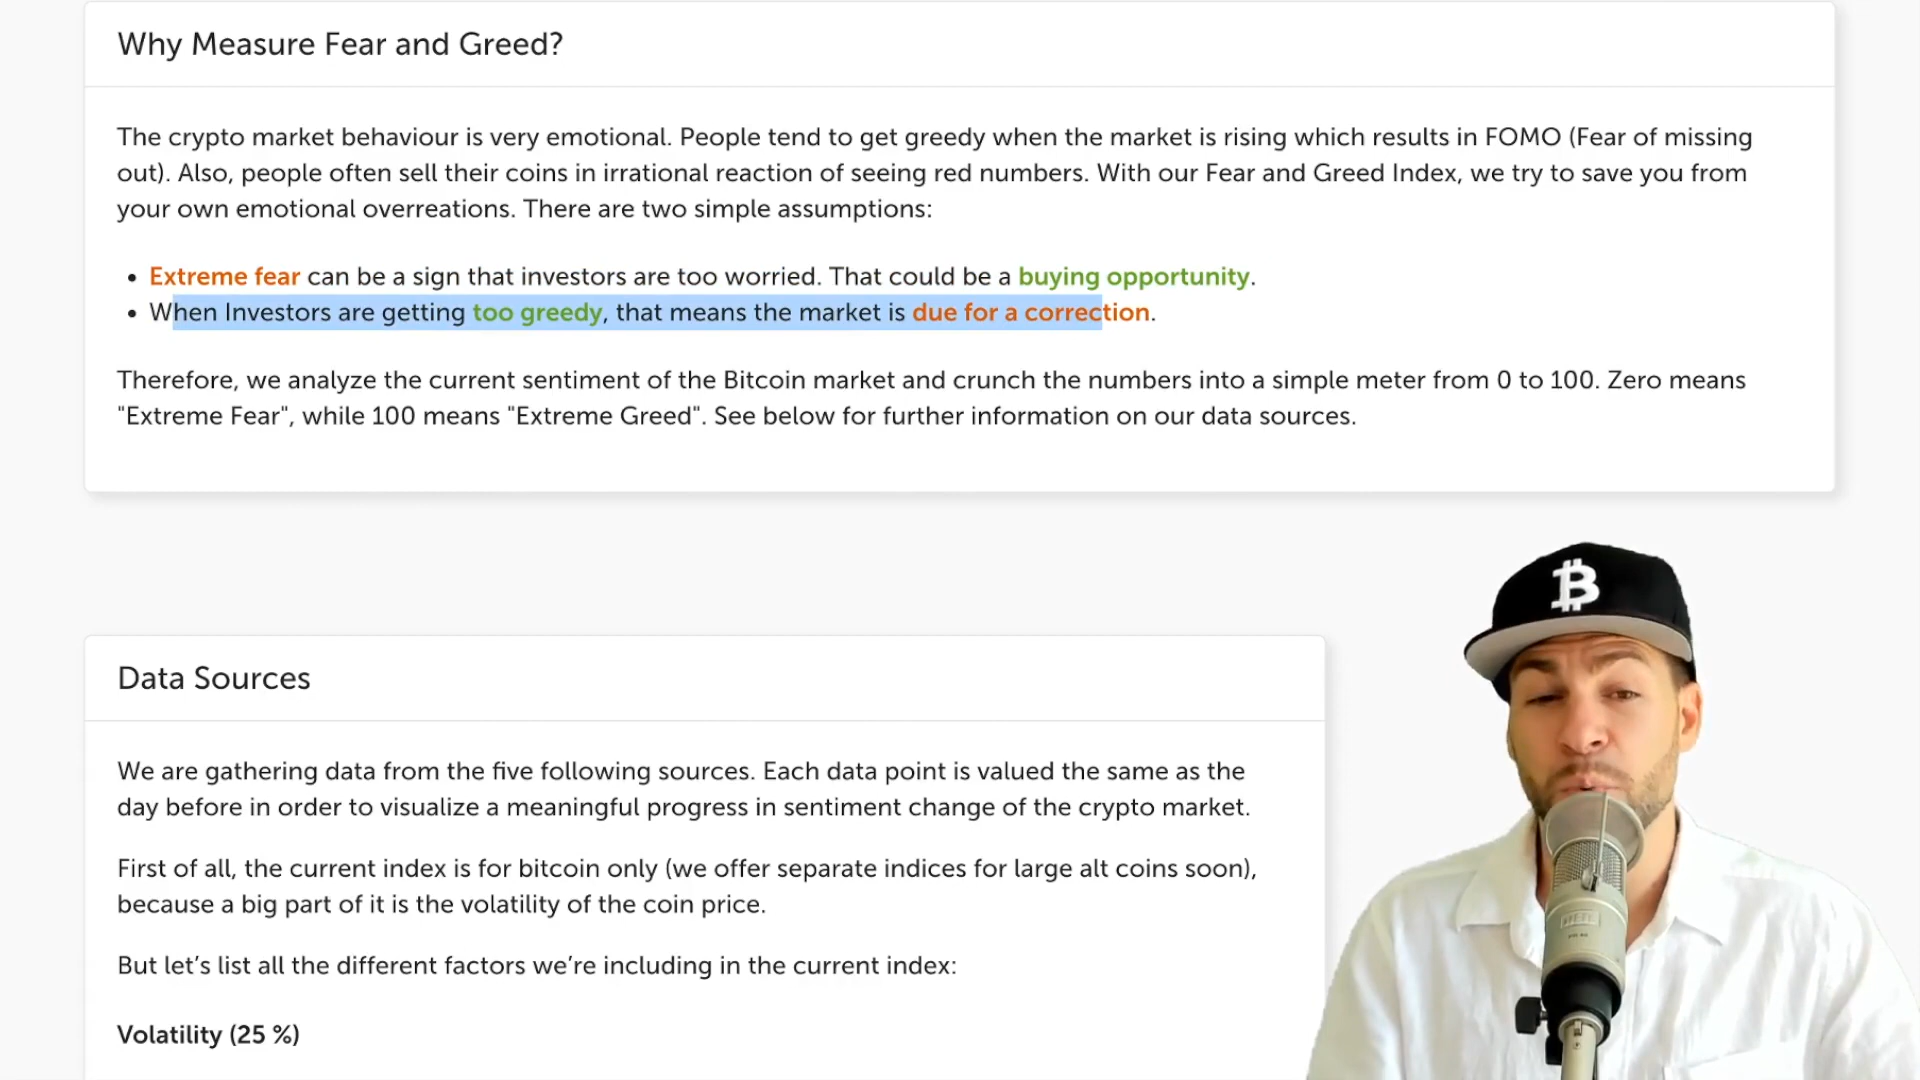 Why Measure Fear and Greed?
The crypto market behaviour is very emotional. People tend to get greedy when the market is rising which results in FOMO (Fear of missing
out). Also, people often sell their coins in irrational reaction of seeing red numbers. With our Fear and Greed Index, we try to save you from
your own emotional overreations. There are two simple assumptions:
• Extreme fear can be a sign that investors are too worried. That could be a buying opportunity.
• When Investors are getting too greedy, that means the market is due for a correction.
Therefore, we analyze the current sentiment of the Bitcoin market and crunch the numbers into a simple meter from 0 to 100. Zero means
"Extreme Fear", while 100 means "Extreme Greed". See below for further information on our data sources.
Data Sources
We are gathering data from the five following sources. Each data point is valued the same as the
day before in order to visualize a meaningful progress in sentiment change of the crypto market.
First of all, the current index is for bitcoin only (we offer separate indices for large alt coins soon),
because a big part of it is the volatility of the coin price.
But let’s list all the different factors we’re including in the current index:
Volatility (25 %)